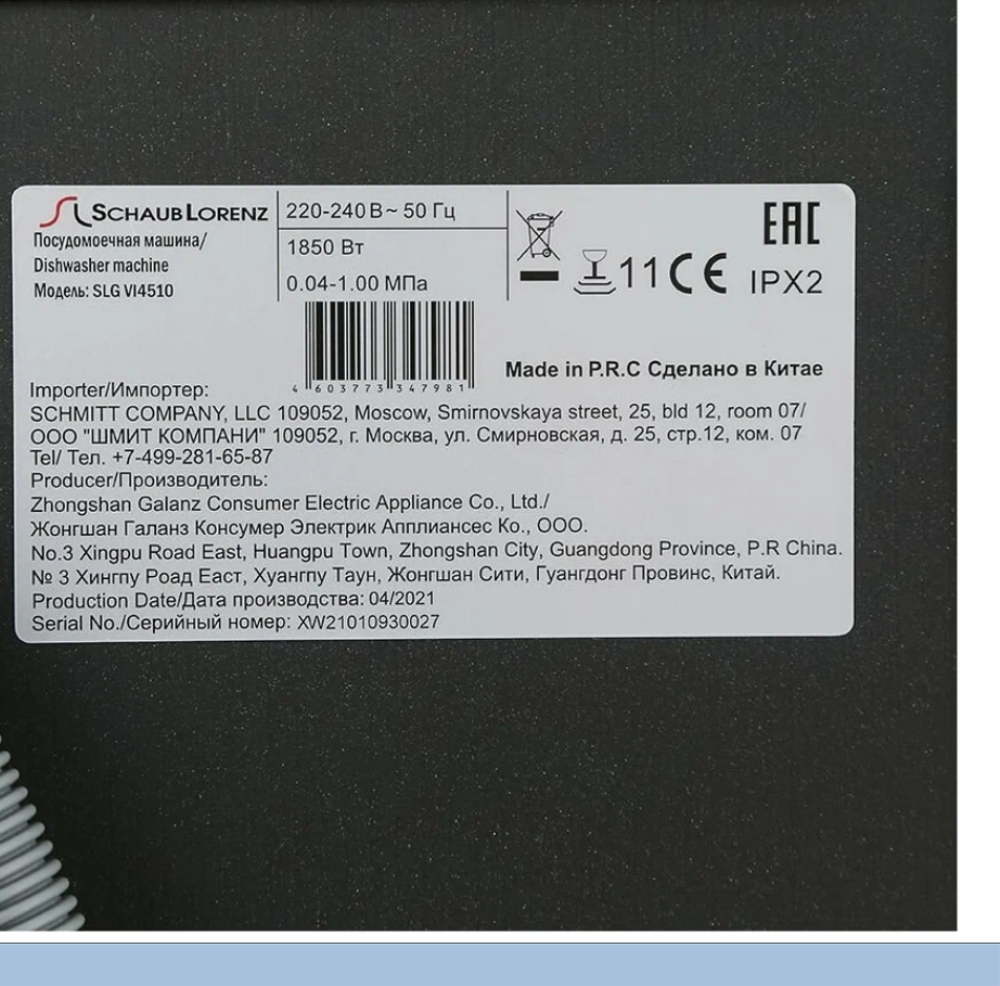 SCHAUB LORENZ
Посудомоечная машина/
Dishwasher machine
Модель: SLG VI4510
220-240 В ~ 50 Гц
1850 Вт
0.04-1.00 МПа
11
CE
EAC
IPX2
4 603773 347981
Made in P.R.C Сделано в Китае
Importer/Импортер:
SCHMITT COMPANY, LLC 109052, Moscow, Smirnovskaya street, 25, bld 12, room 07/
ООО "ШМИТ КОМПАНИ" 109052, г. Москва, ул. Смирновская, д. 25, стр.12, ком. 07
Tel/ Тел. +7-499-281-65-87
Producer/Производитель:
Zhongshan Galanz Consumer Electric Appliance Co., Ltd./
Жонгшан Галанз Консумер Электрик Апплиансес Ко., ООО.
No.3 Xingpu Road East, Huangpu Town, Zhongshan City, Guangdong Province, P.R China.
№ 3 Хингпу Роад Еаст, Хуангпу Таун, Жонгшан Сити, Гуангдонг Провинс, Китай.
Production Date/Дата производства: 04/2021
Serial No./Серийный номер: XW21010930027